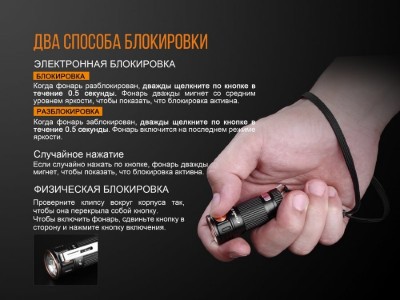 ДВА СПОСОБА БЛОКИРОВКИ
ЭЛЕКТРОННАЯ БЛОКИРОВКА
БЛОКИРОВКА
Когда фонарь разблокирован, дважды щелкните по кнопке в
течение 0.5 секунды. Фонарь дважды мигнет со средним
уровнем яркости, чтобы показать, что блокировка активна.
РАЗБЛОКИРОВКА
Когда фонарь заблокирован, дважды щелкните по кнопке в
течение 0.5 секунды. Фонарь включится на последнем режиме
яркости.
Случайное нажатие
Если случайно нажать по кнопке, фонарь дважды
мигнет, чтобы показать, что блокировка активна.
ФИЗИЧЕСКАЯ БЛОКИРОВКА
Проверните клипсу вокруг корпуса так,
чтобы она перекрыла собой кнопку.
Чтобы включить фонарь, сдвиньте кнопку в
сторону и нажмите кнопку включения.